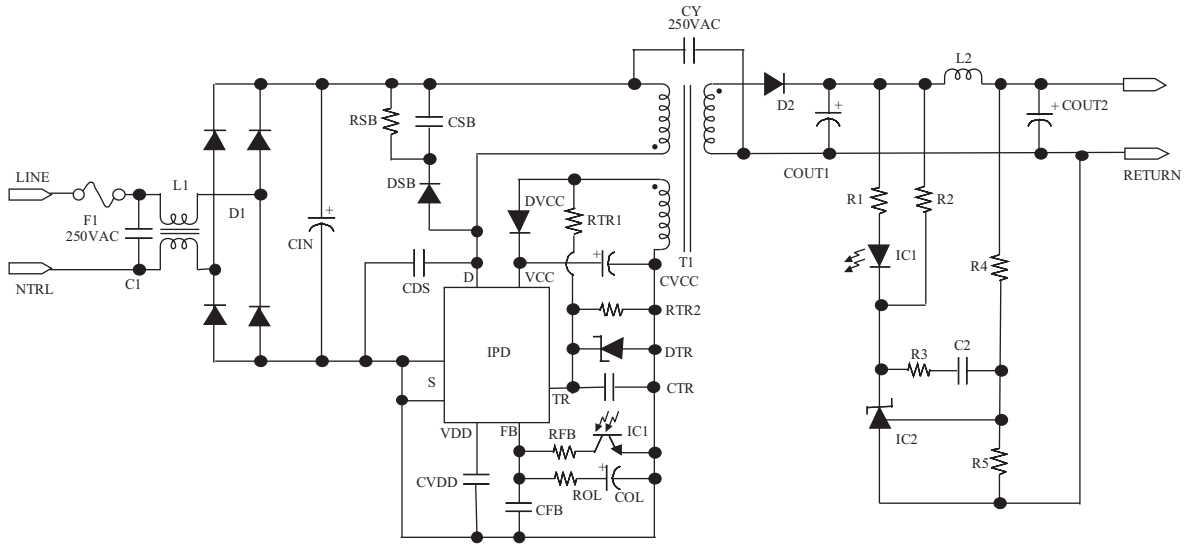 CY
250VAC
L2
RSB
CSB
D2
+
+ COUT2
LINE
L1
DSB
DVCC
RTR1
COUT1
RETURN
F1
250VAC
D1
+
CIN
R1
R2
C1
NTRL
CDS
D
VCC
+
T1
CVCC
IC1
R4
RTR2
IPD
DTR
R3
C2
S
TR
CTR
VDD
FB
RFB
IC1
IC2
CVDD
+
ROL
COL
R5
CFB